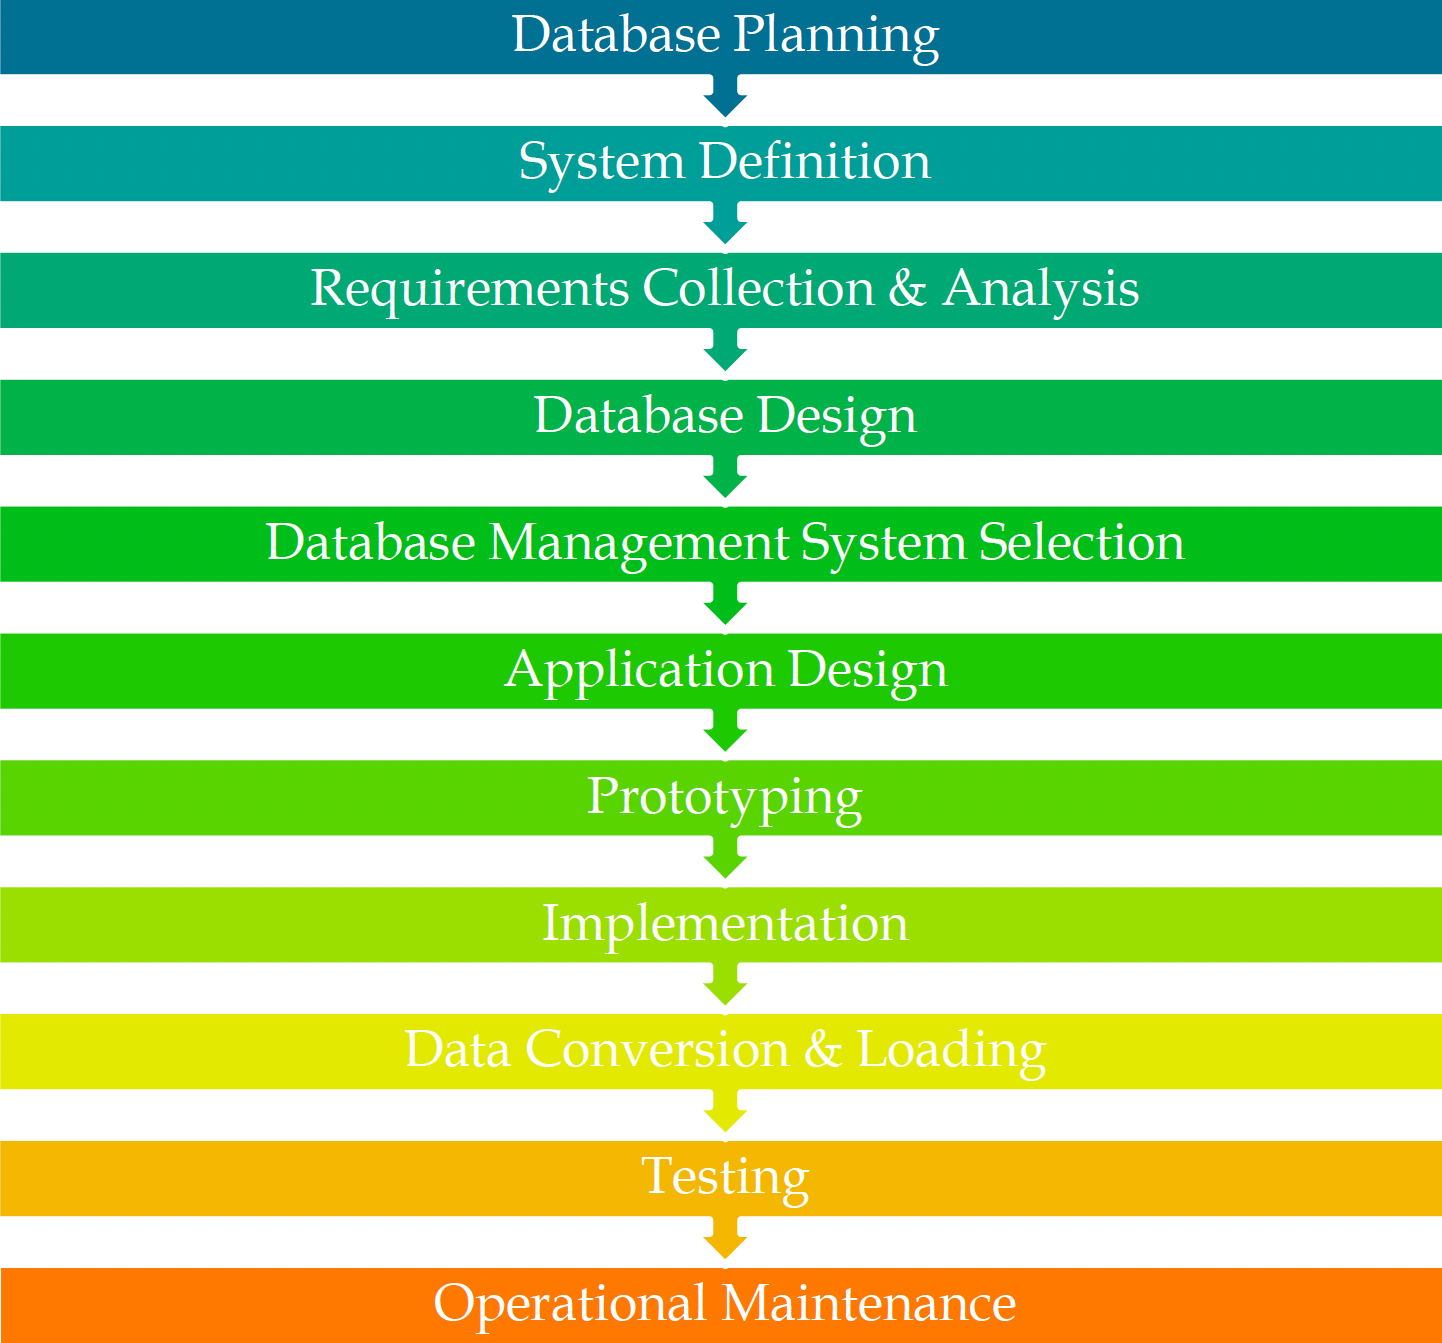 Database Planning
System Definition
Requirements Collection & Analysis
Database Design
Database Management System Selection
Application Design
Prototyping
Implementation
Data Conversion & Loading
Testing
Operational Maintenance